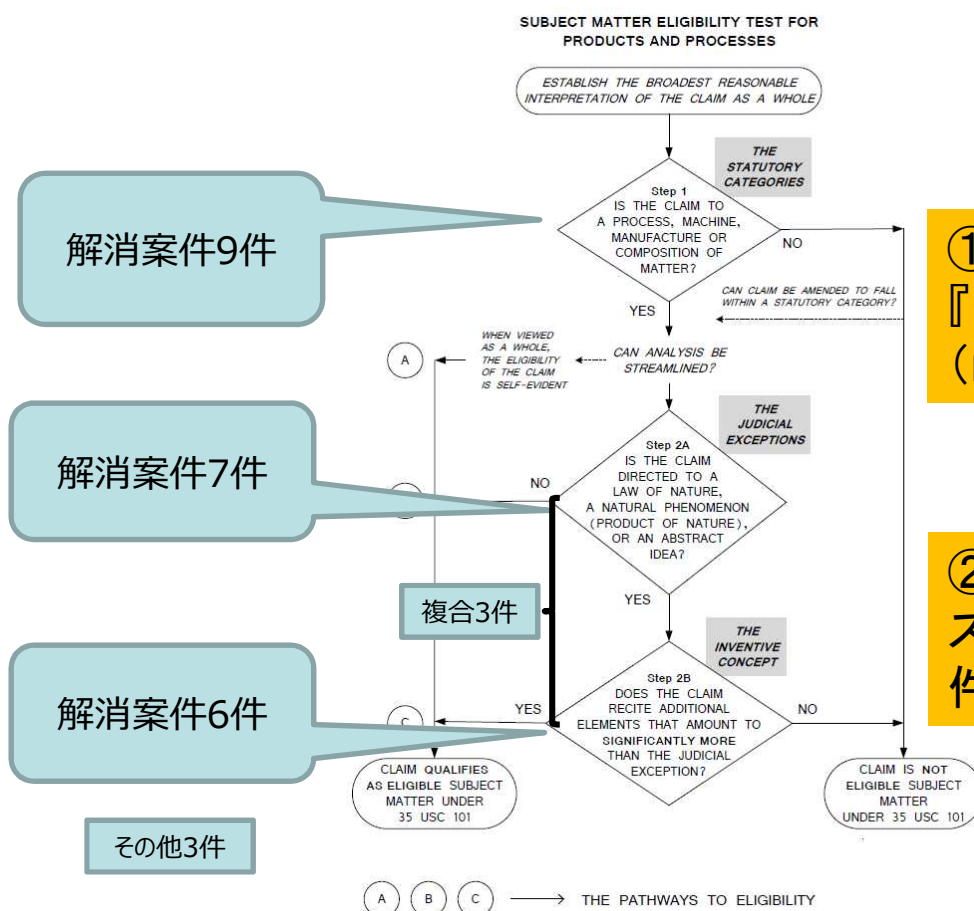 SUBJECT MATTER ELIGIBILITY TEST FOR
PRODUCTS AND PROCESSES
ESTABLISH THE BROADEST REASONABLE
INTERPRETATION OF THE CLAIM AS A WHOLE
THE
STATUTORY
CATEGORIES
Step 1
IS THE CLAIM TO
A PROCESS, MACHINE,
MANUFACTURE OR
COMPOSITION OF
MATTER?
NO
解消案件9件
①
『
CAN CLAIM BE AMENDED TO FALL
WITHIN A STATUTORY CATEGORY?
YES
WHEN VIEWED
AS A WHOLE,
THE ELIGIBILITY
OF THE CLAIM
IS SELF-EVIDENT
A
CAN ANALYSIS BE
STREAMLINED?
THE
JUDICIAL
EXCEPTIONS
Step 2A
IS THE CLAIM
DIRECTED TO A
LAW OF NATURE,
A NATURAL PHENOMENON
(PRODUCT OF NATURE),
OR AN ABSTRACT
IDEA?
NO
解消案件7件
YES
②
ス
件
複合3件
THE
INVENTIVE
CONCEPT
Step 2B
DOES THE CLAIM
RECITE ADDITIONAL
ELEMENTS THAT AMOUNT TO
SIGNIFICANTLY MORE
THAN THE JUDICIAL
EXCEPTION?
YES
NO
C
解消案件6件
CLAIM QUALIFIES
AS ELIGIBLE SUBJECT
MATTER UNDER
35 USC 101
CLAIM IS NOT
ELIGIBLE SUBJECT
MATTER
UNDER 35 USC 101
その他3件
A B C THE PATHWAYS TO ELIGIBILITY